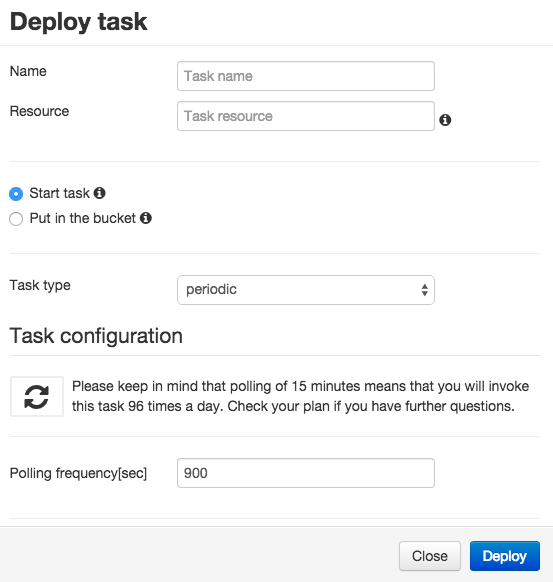 Deploy task
Name
Task name
Resource
Task resource
Start task
Put in the bucket
Task type
periodic
Task configuration
Please keep in mind that polling of 15 minutes means that you will invoke
this task 96 times a day. Check your plan if you have further questions.
Polling frequency[sec]
900
Close
Deploy